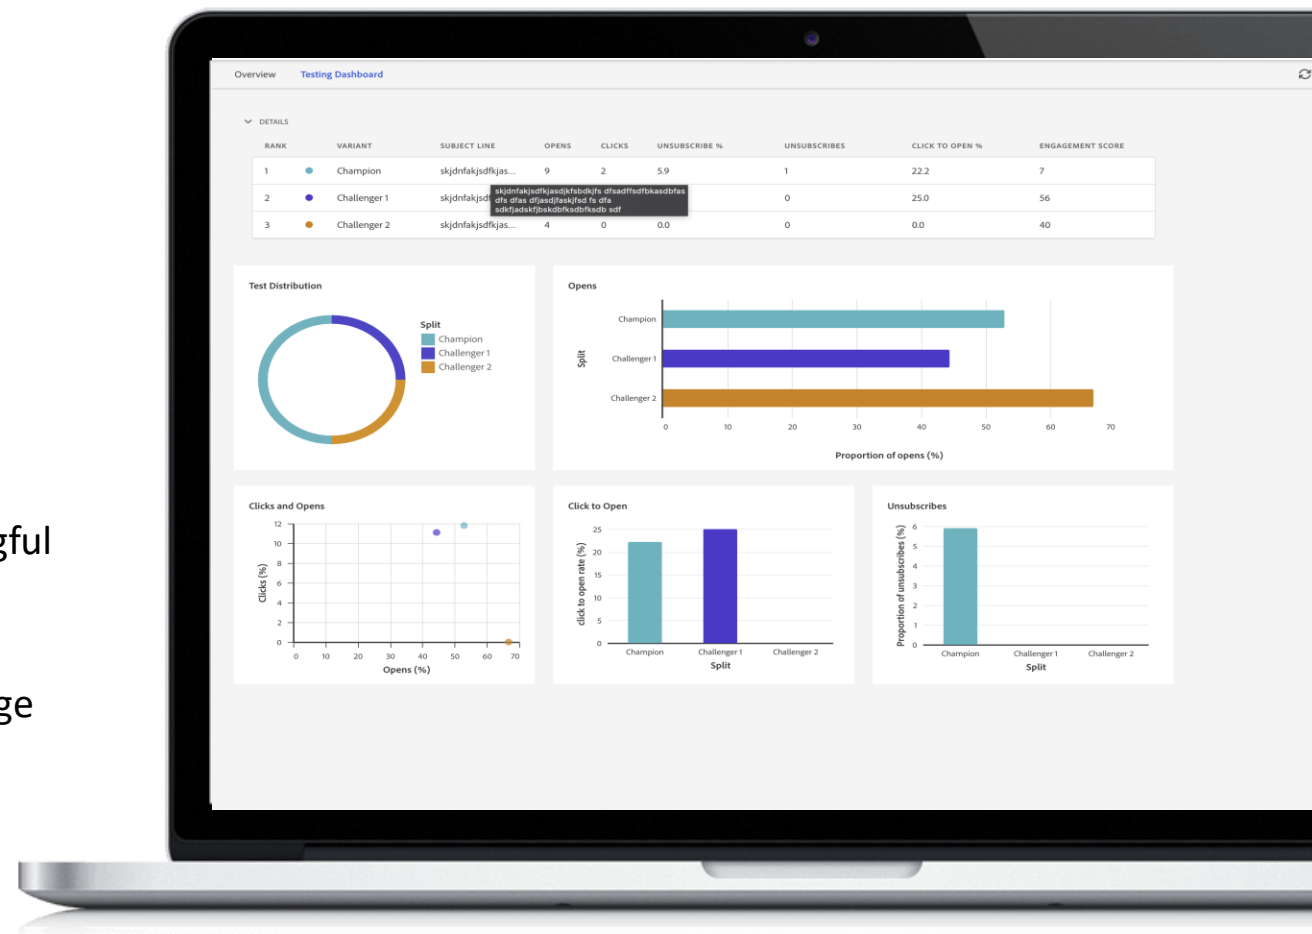 Overview Testing Dashboard
DETAILS
RANK VARIANT SUBJECT LINE OPENS CLICKS UNSUBSCRIBE % UNSUBSCRIBES CLICK TO OPEN % ENGAGEMENT SCORE
1 Champion skjdnfakjsdfkjas... 9 2 5.9 1 22.2 7
2 Challenger 1 skjdnfakjsdf 0 25.0 56
skjdnfakjsdfkjasdjkfsbdkjfs dfsadffsdfbkasdbfas
dfs dfas dfjasdjfaskjfsd fs dfa
sdkfjadskfjbskdbfksdbfksdb sdf
3 Challenger 2 skjdnfakjsdfkjas... 4 0 0.0 0 0.0 40
Test Distribution
Split
Champion
Challenger 1
Challenger 2
Opens
Split
Champion
Challenger 1
Challenger 2
0 10 20 30 40 50 60 70
Proportion of opens (%)
gful
ge
Clicks and Opens
Clicks (%)
12
10
8
6
4
2
0
0 10 20 30 40 50 60 70
Opens (%)
Click to Open
click to open rate (%)
25
20
15
10
5
0
Champion Challenger 1 Challenger 2
Split
Unsubscribes
Proportion of unsubscribes (%)
6
5
4
3
2
1
0
Champion Challenger 1 Challenger 2
Split